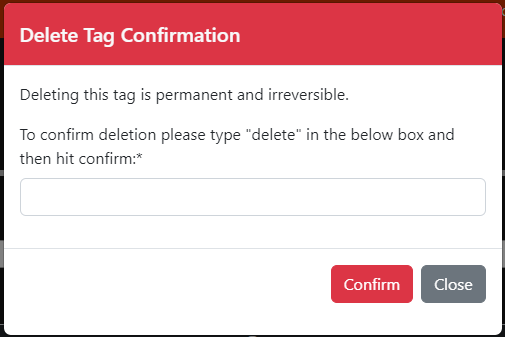 Delete Tag Confirmation
Deleting this tag is permanent and irreversible.
To confirm deletion please type "delete" in the below box and
then hit confirm:*
Confirm Close